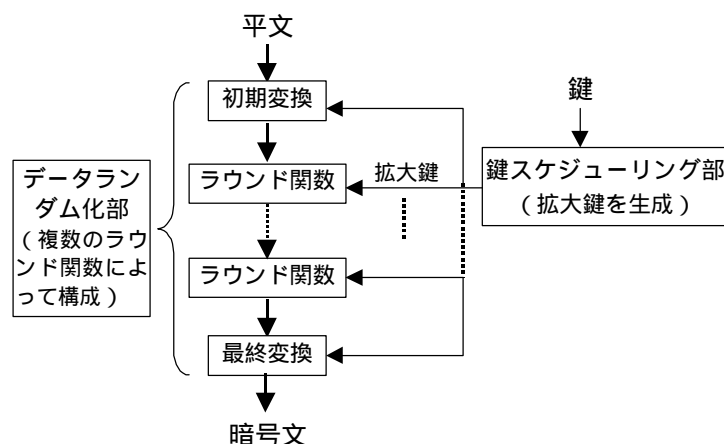 平文
初期変換
鍵
データラン
ダム化部
(複数のラウ
ンド関数によ
って構成)
ラウンド関数
拡大鍵
鍵スケジューリング部
(拡大鍵を生成)
ラウンド関数
最終変換
暗号文